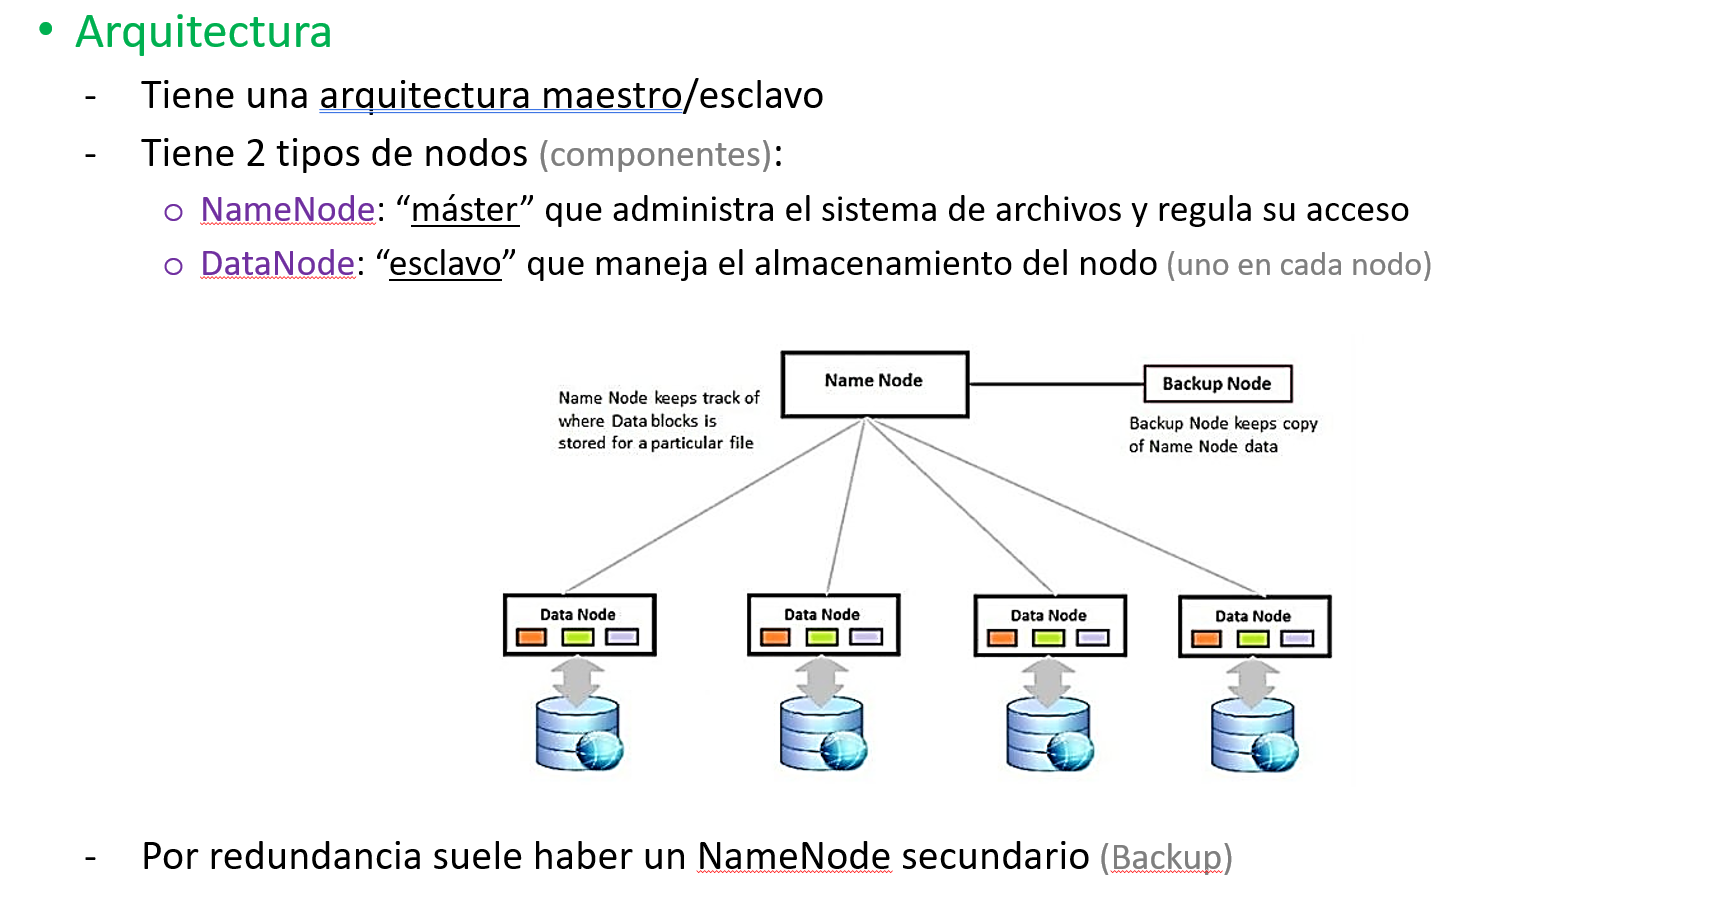 • Arquitectura
- Tiene una arquitectura maestro/esclavo
- Tiene 2 tipos de nodos (componentes):
o NameNode: “máster” que administra el sistema de archivos y regula su acceso
o DataNode: “esclavo” que maneja el almacenamiento del nodo (uno en cada nodo)
Name Node
Backup Node
Name Node keeps track of
where Data blocks is
stored for a particular file
Backup Node keeps copy
of Name Node data
Data Node
Data Node
Data Node
Data Node
- Por redundancia suele haber un NameNode secundario (Backup)